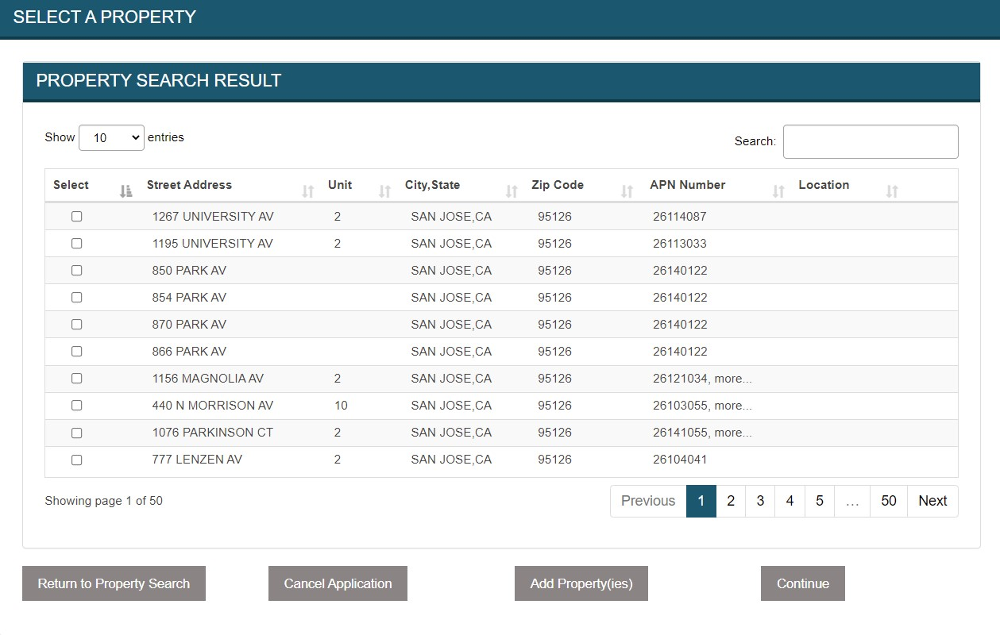 SELECT A PROPERTY
PROPERTY SEARCH RESULT
Show 10 entries Search:
Select Street Address Unit City,State Zip Code APN Number Location
1267 UNIVERSITY AV 2 SAN JOSE,CA 95126 26114087
1195 UNIVERSITY AV 2 SAN JOSE,CA 95126 26113033
850 PARK AV SAN JOSE,CA 95126 26140122
854 PARK AV SAN JOSE,CA 95126 26140122
870 PARK AV SAN JOSE,CA 95126 26140122
866 PARK AV SAN JOSE,CA 95126 26140122
1156 MAGNOLIA AV 2 SAN JOSE,CA 95126 26121034, more...
440 N MORRISON AV 10 SAN JOSE,CA 95126 26103055, more...
1076 PARKINSON CT 2 SAN JOSE,CA 95126 26141055, more...
777 LENZEN AV 2 SAN JOSE,CA 95126 26104041
Showing page 1 of 50 Previous 1 2 3 4 5 … 50 Next
Return to Property Search Cancel Application Add Property(ies) Continue